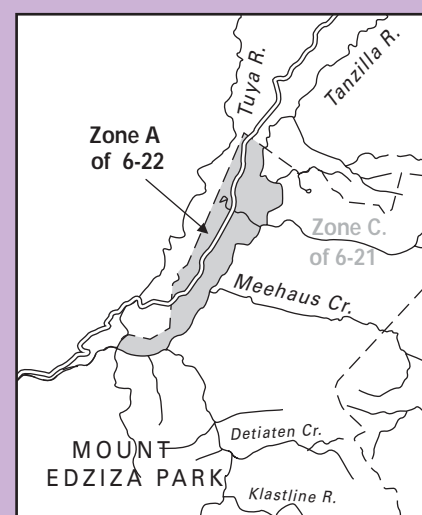 Tuya R.
Tanzilla R.
Zone A
of 6-22
Zone C.
of 6-21
Meehaus Cr.
Detiaten Cr.
MOUNT
EDZIZA PARK
Klastline R.